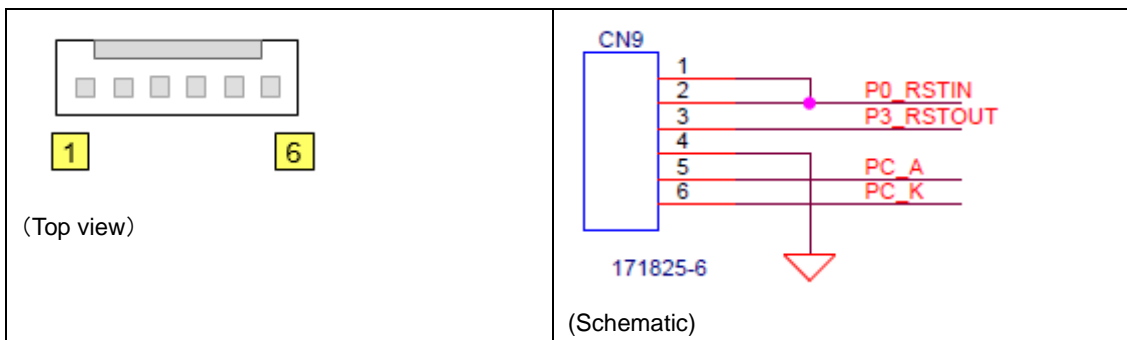 1
6
（Top view）
CN9
1
2
P0_RSTIN
3
P3_RSTOUT
4
5
PC_A
6
PC_K
171825-6
(Schematic)